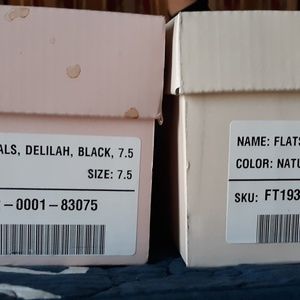 ALS, DELILAH, BLACK, 7.5
SIZE: 7.5
-0001-83075
NAME: FLATS
COLOR: NATU
SKU: FT193